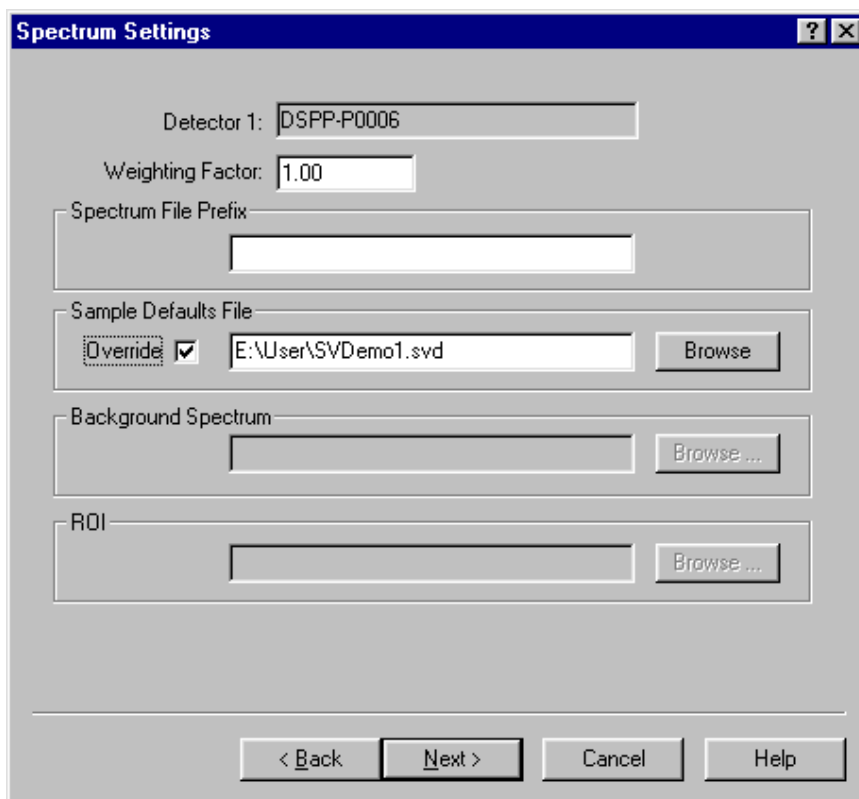 Spectrum Settings
Detector 1: DSPP-P0006
Weighting Factor: 1.00
Spectrum File Prefix
Sample Defaults File
Override E:\User\SVDemo1.svd Browse
Background Spectrum
Browse ...
ROI
Browse ...
< Back Next > Cancel Help